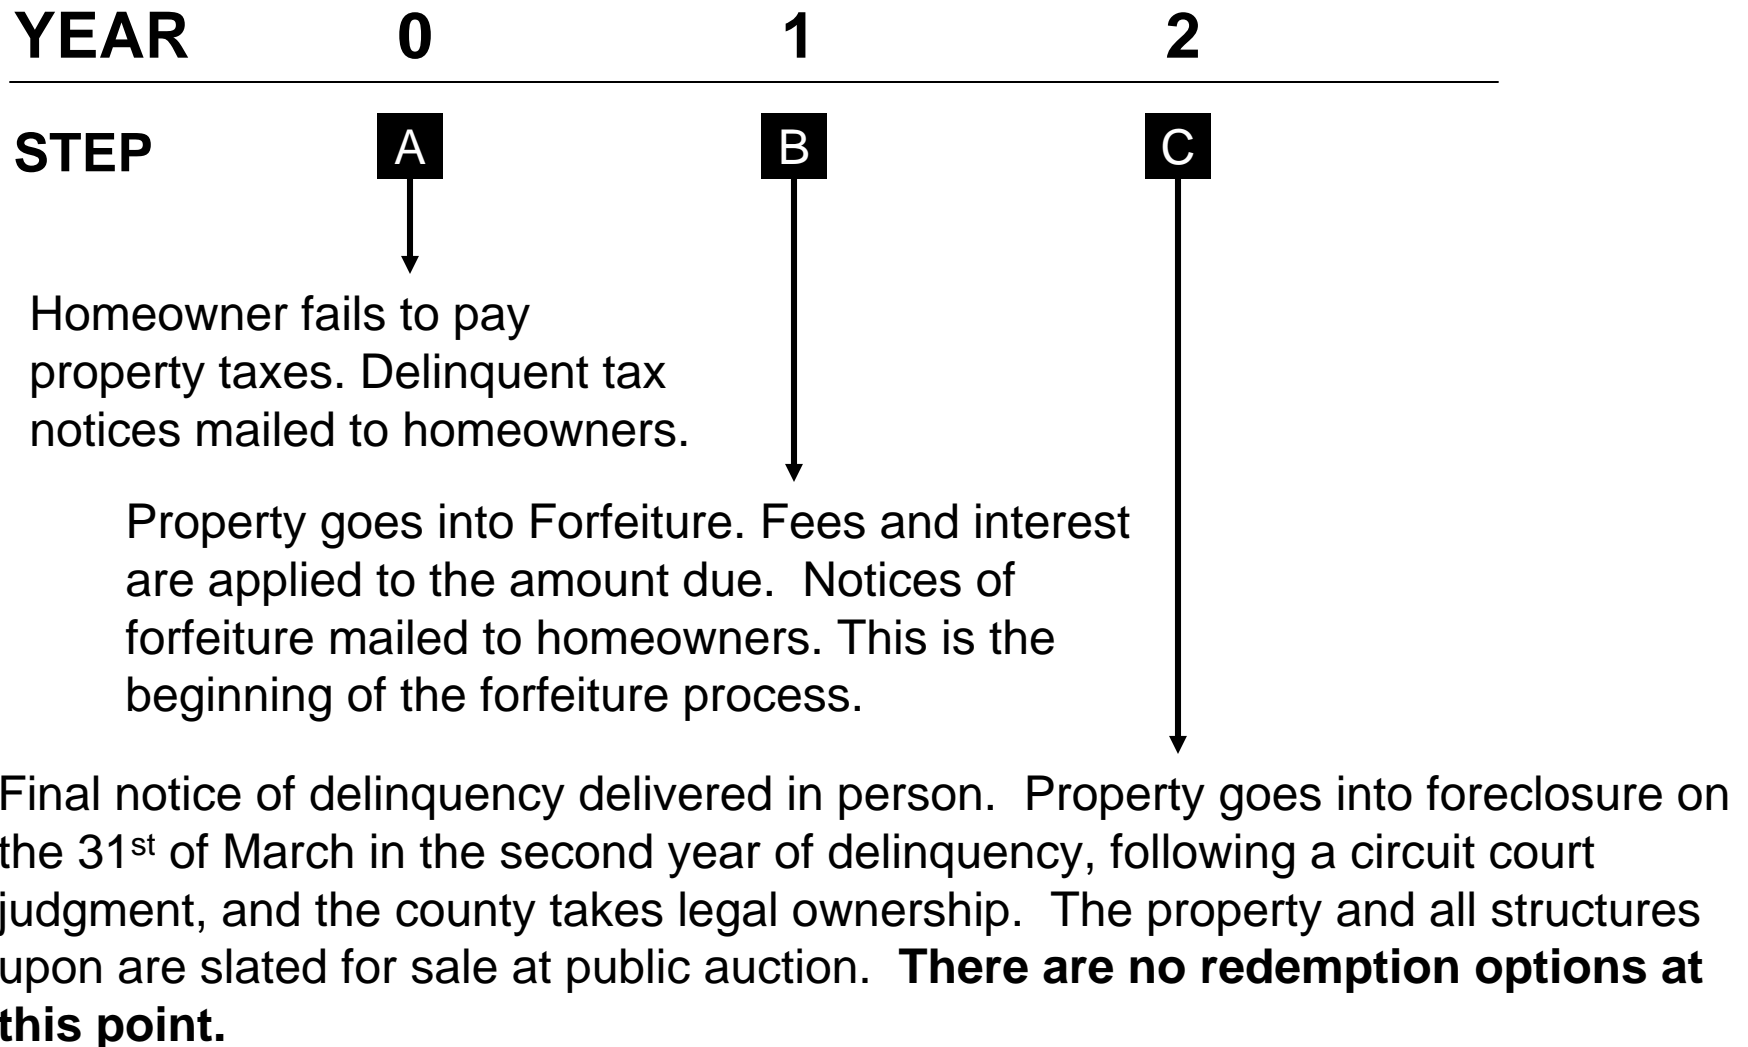 YEAR 0 1 2
STEP A B C
Homeowner fails to pay
property taxes. Delinquent tax
notices mailed to homeowners.
Property goes into Forfeiture. Fees and interest
are applied to the amount due.  Notices of
forfeiture mailed to homeowners. This is the
beginning of the forfeiture process.
Final notice of delinquency delivered in person.  Property goes into foreclosure on
the 31st of March in the second year of delinquency, following a circuit court
judgment, and the county takes legal ownership.  The property and all structures
upon are slated for sale at public auction.  There are no redemption options at
this point.